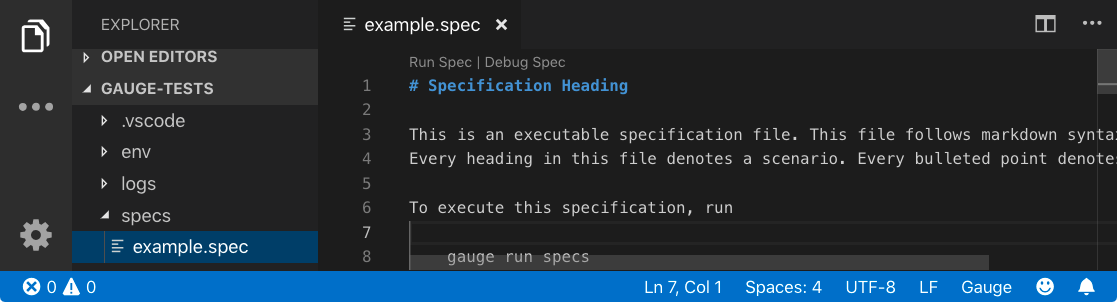 EXPLORER
OPEN EDITORS
GAUGE-TESTS
.vscode
env
logs
specs
example.spec
example.spec
Run Spec | Debug Spec
1 # Specification Heading
2
3 This is an executable specification file. This file follows markdown synta
4 Every heading in this file denotes a scenario. Every bulleted point denote
5
6 To execute this specification, run
7
8 gauge run specs
0 0 Ln 7, Col 1 Spaces: 4 UTF-8 LF Gauge